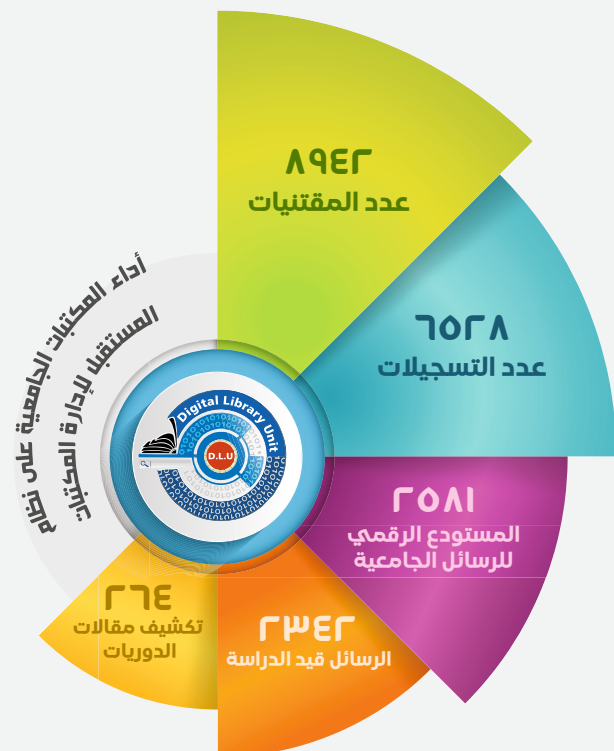 أداء المكتبات الجامعية على نظام
المستقبل لإدارة المكتبات
٨٩٤٢
عدد المقتنيات
٦٥٢٨
عدد التسجيلات
٢٥٨١
المستودع الرقمي
للرسائل الجامعية
٢٣٤٢
الرسائل قيد الدراسة
٢٦٤
تكشيف مقالات
الدوريات
Digital Library Unit
D.L.U